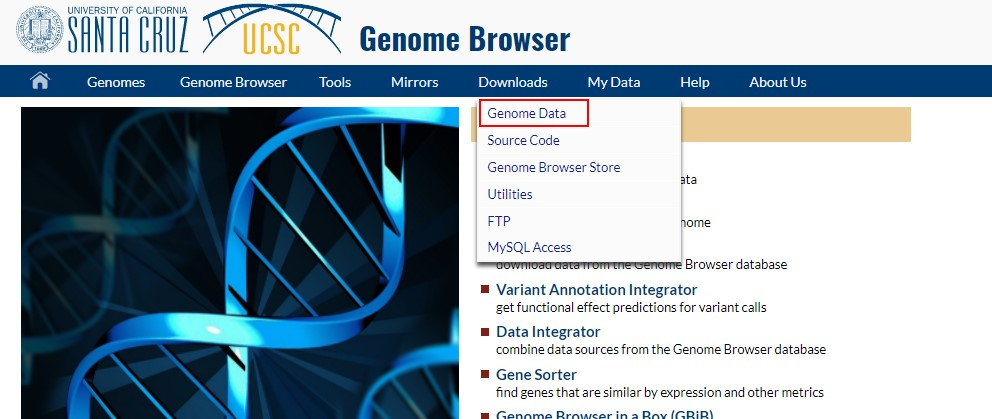 UNIVERSITY OF CALIFORNIA
SANTA CRUZ
UCSC
Genome Browser
Genomes Genome Browser Tools Mirrors Downloads My Data Help About Us
Genome Data
Source Code
Genome Browser Store
Utilities
FTP
MySQL Access
ata
nome
download data from the Genome Browser database
Variant Annotation Integrator
get functional effect predictions for variant calls
Data Integrator
combine data sources from the Genome Browser database
Gene Sorter
find genes that are similar by expression and other metrics
Genome Browser in a Box (GBiB)